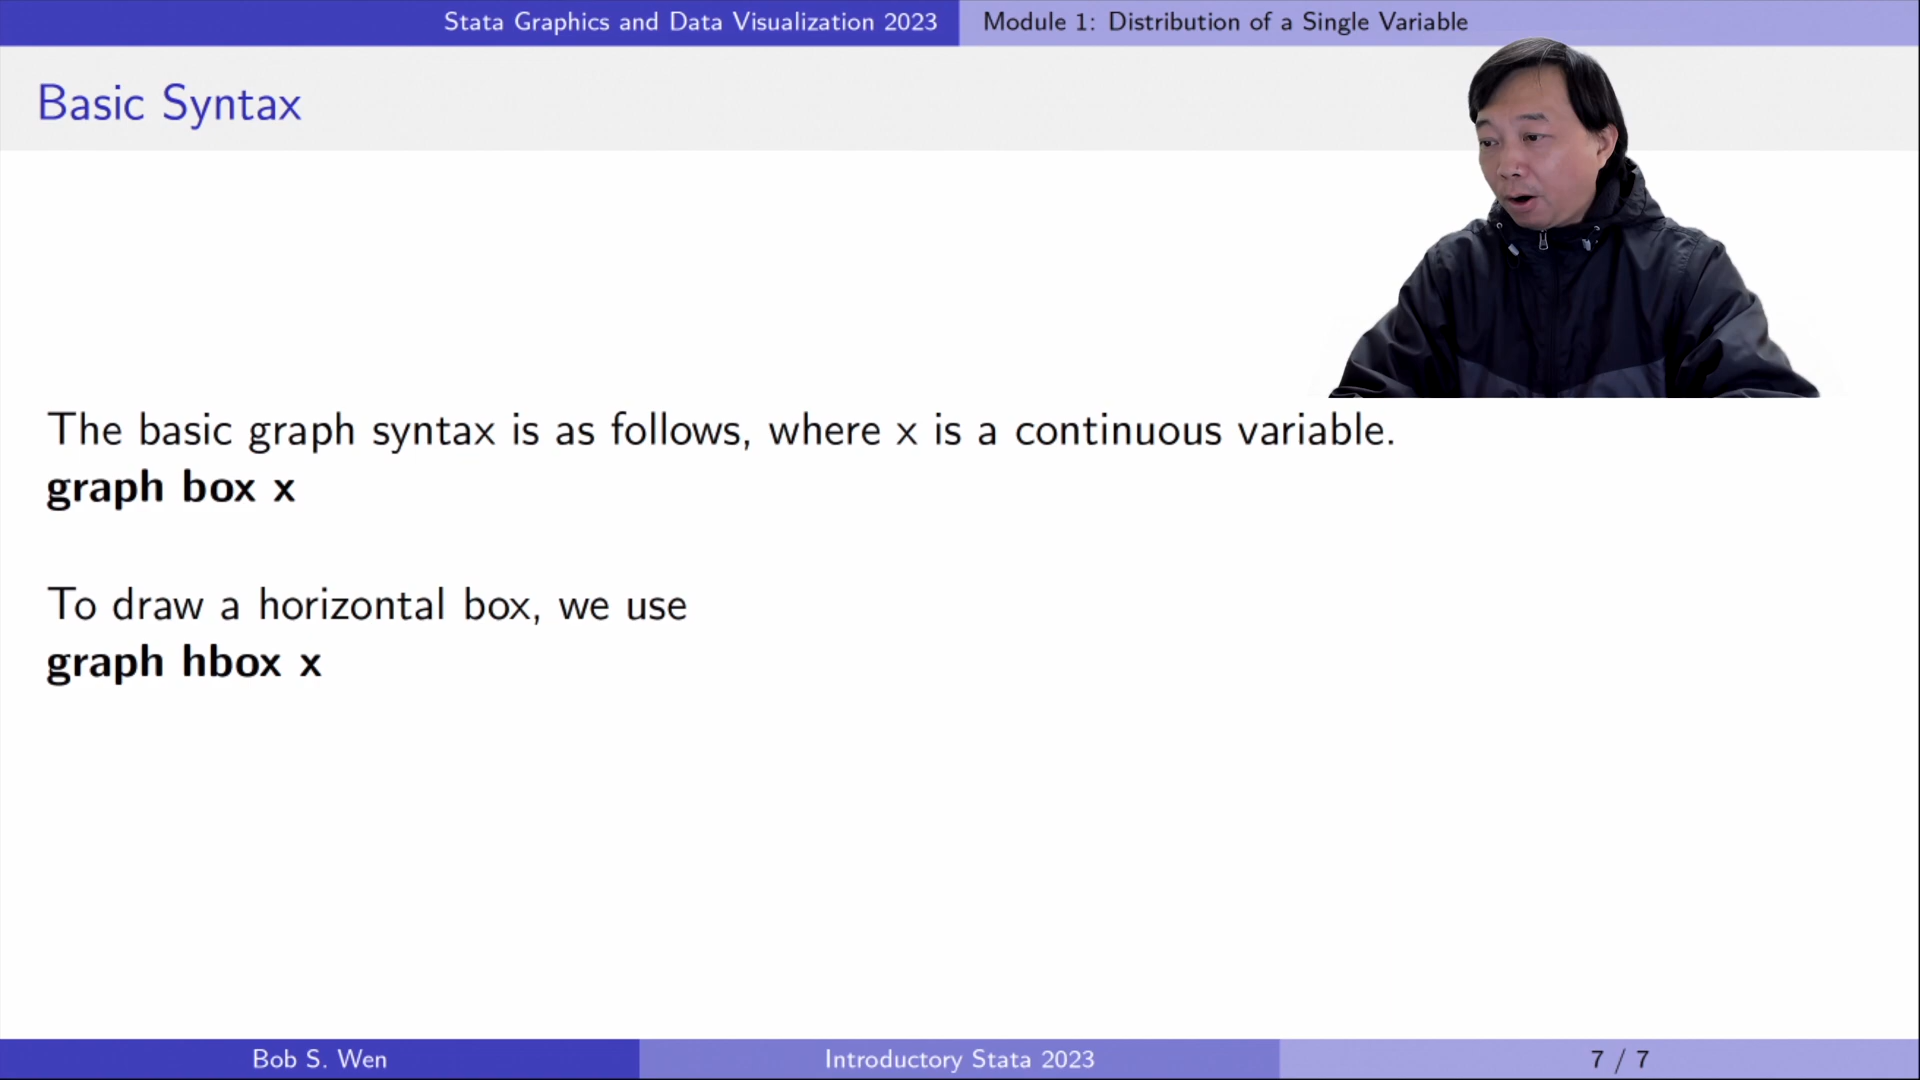 Stata Graphics and Data Visualization 2023
Module 1: Distribution of a Single Variable
Basic Syntax
The basic graph syntax is as follows, where x is a continuous variable.
graph box x
To draw a horizontal box, we use
graph hbox x
Bob S. Wen
Introductory Stata 2023
7 / 7